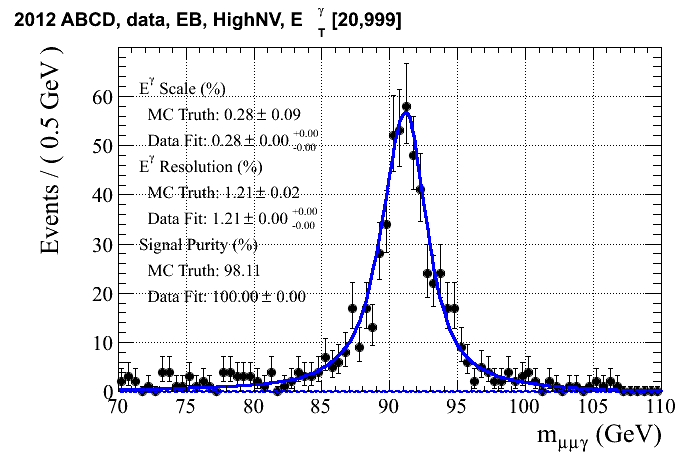 2012 ABCD, data, EB, HighNV, E_T^γ [20,999]
Events / ( 0.5 GeV )
60
50
40
30
20
10
0
E^γ Scale (%)
MC Truth: 0.28 ± 0.09
Data Fit: 0.28 ± 0.00 +0.00 -0.00
E^γ Resolution (%)
MC Truth: 1.21 ± 0.02
Data Fit: 1.21 ± 0.00 +0.00 -0.00
Signal Purity (%)
MC Truth: 98.11
Data Fit: 100.00 ± 0.00
70 75 80 85 90 95 100 105 110
m_μμγ (GeV)